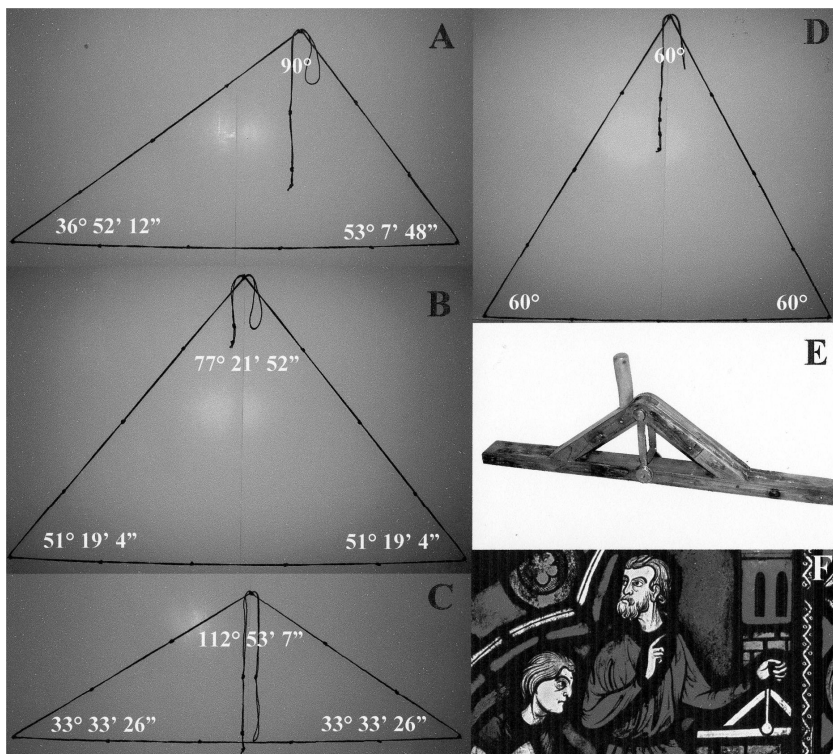 A
90°
36° 52’ 12”
53° 7’ 48”
B
77° 21’ 52”
51° 19’ 4”
51° 19’ 4”
C
112° 53’ 7”
33° 33’ 26”
33° 33’ 26”
D
60°
60°
60°
E
F